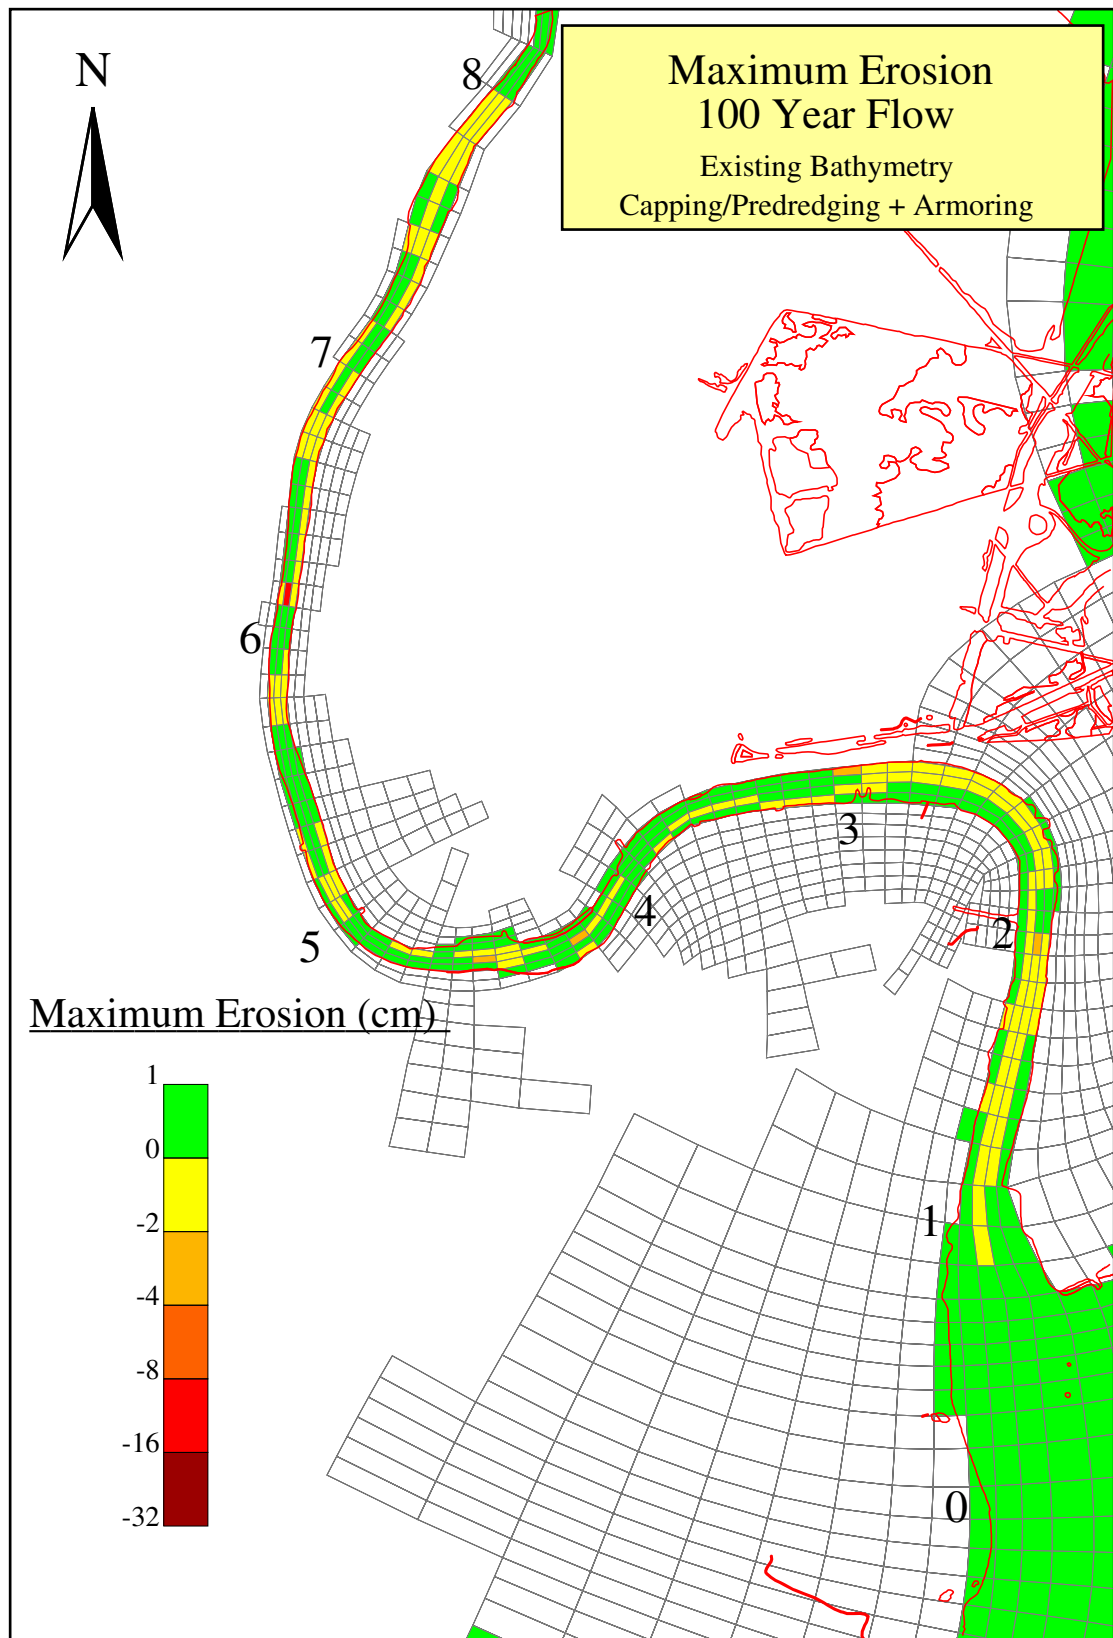 N
8
Maximum Erosion
100 Year Flow
Existing Bathymetry
Capping/Predredging + Armoring
7
6
3
4
2
5
Maximum Erosion (cm)
1
0
-2
-4
-8
-16
-32
1
0